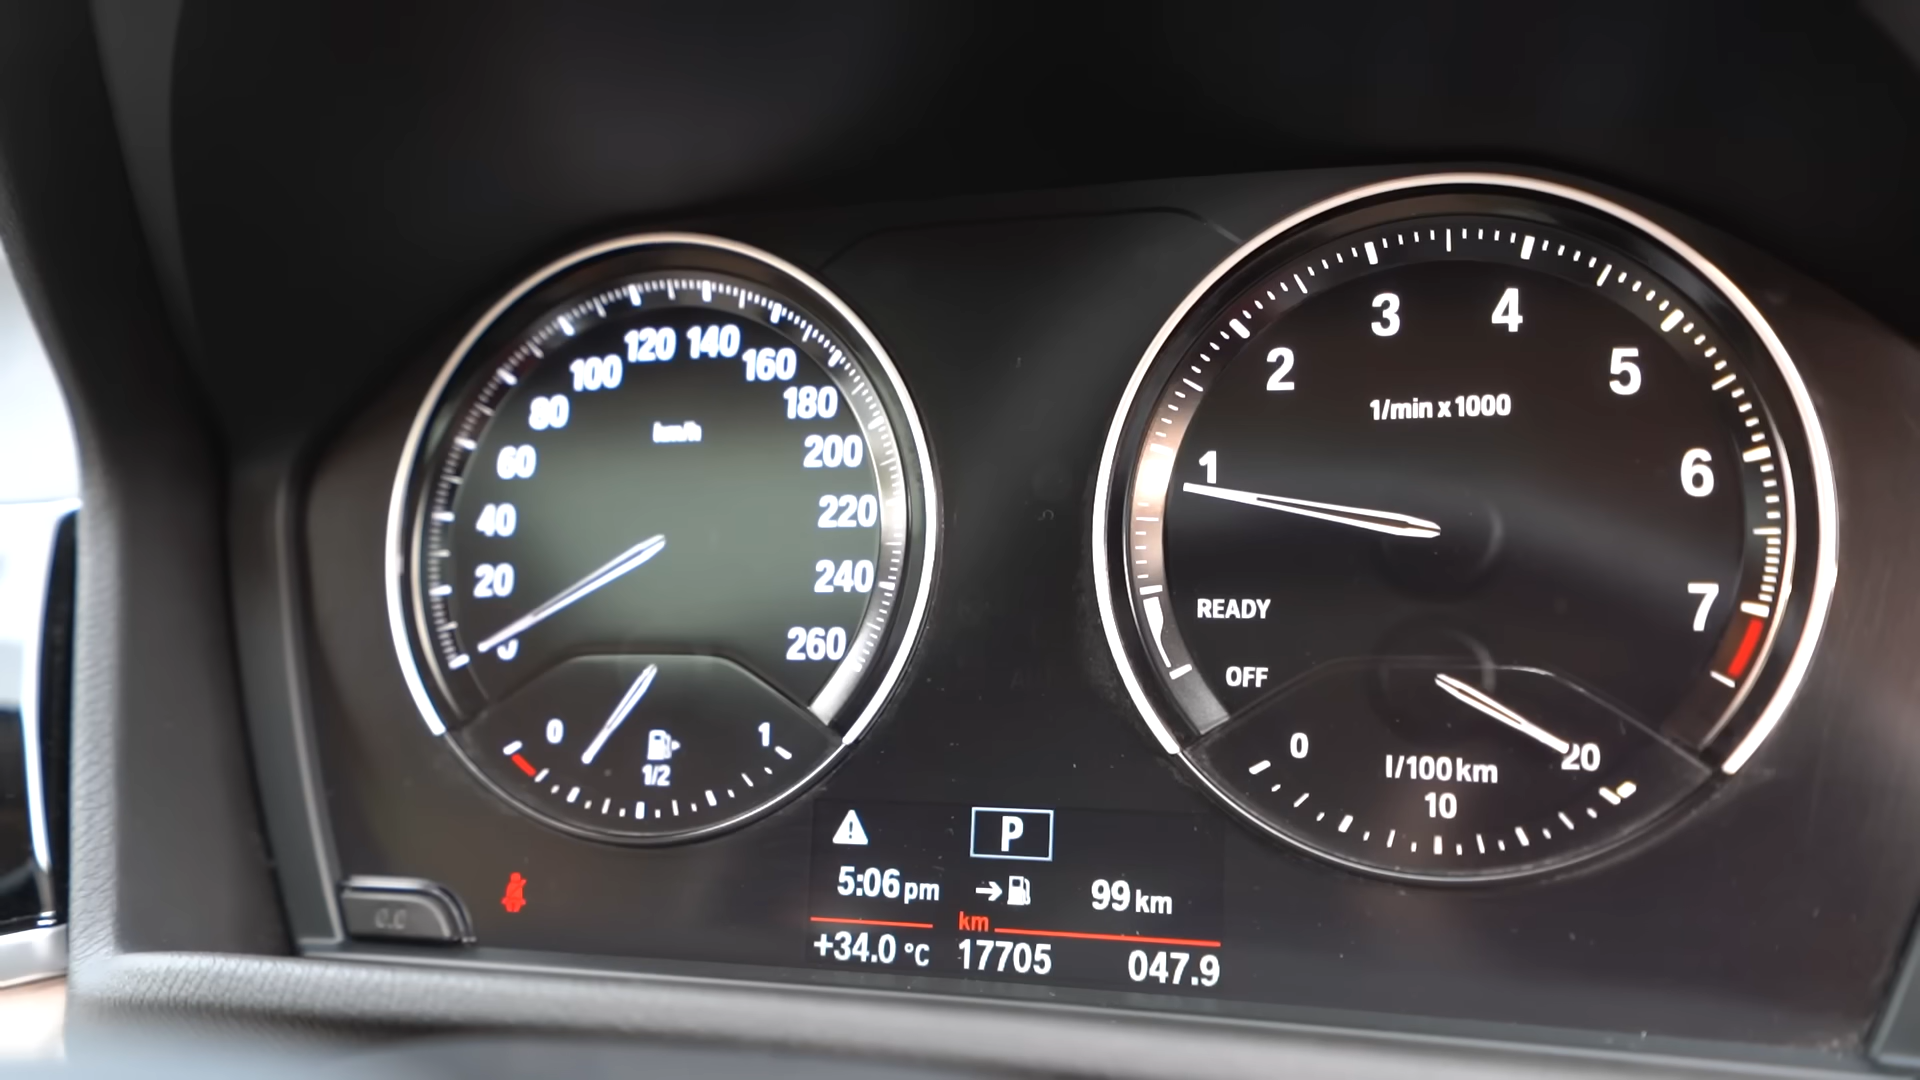 0
20
40
60
80
100
120
140
160
180
200
220
240
260
km/h
0
1/2
1
1
2
3
4
5
6
7
1/min x 1000
READY
OFF
0
l/100 km
10
20
P
5:06 pm
99 km
km
+34.0 °C
17705
047.9